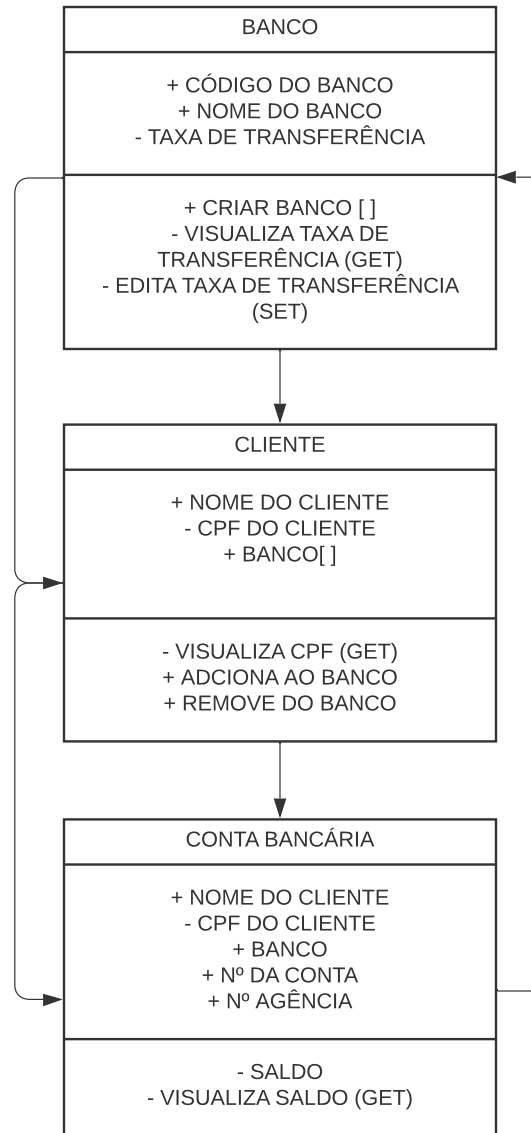 BANCO
+ CÓDIGO DO BANCO
+ NOME DO BANCO
- TAXA DE TRANSFERÊNCIA
+ CRIAR BANCO [ ]
- VISUALIZA TAXA DE
TRANSFERÊNCIA (GET)
- EDITA TAXA DE TRANSFERÊNCIA
(SET)
CLIENTE
+ NOME DO CLIENTE
- CPF DO CLIENTE
+ BANCO[ ]
- VISUALIZA CPF (GET)
+ ADCIONA AO BANCO
+ REMOVE DO BANCO
CONTA BANCÁRIA
+ NOME DO CLIENTE
- CPF DO CLIENTE
+ BANCO
+ Nº DA CONTA
+ Nº AGÊNCIA
- SALDO
- VISUALIZA SALDO (GET)